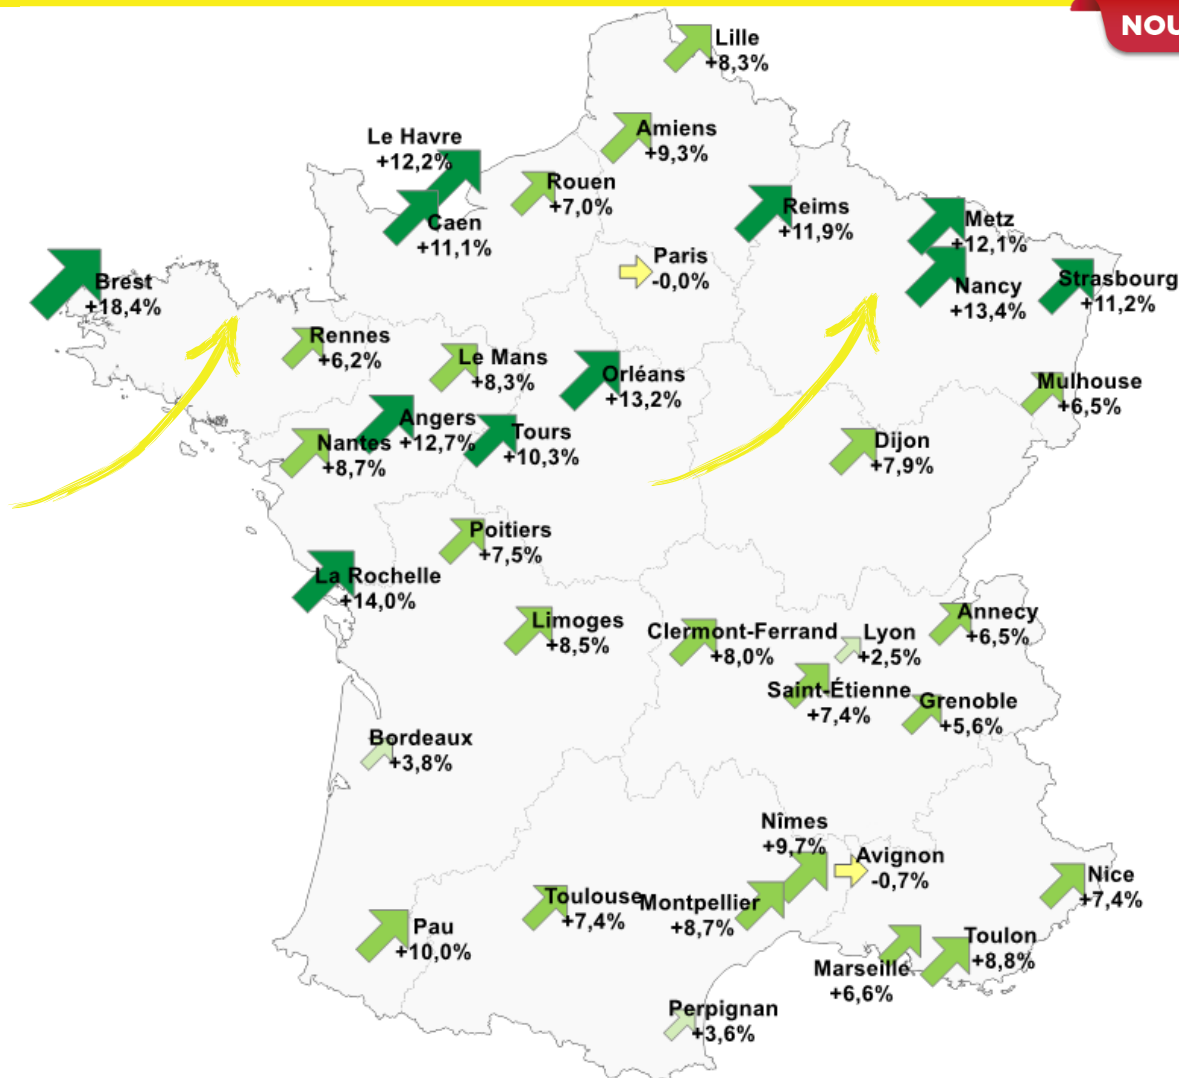 NOU
Lille
+8,3%
Amiens
+9,3%
Le Havre
+12,2%
Rouen
+7,0%
Caen
+11,1%
Reims
+11,9%
Metz
+12,1%
Paris
-0,0%
Strasbourg
+11,2%
Nancy
+13,4%
Brest
+18,4%
Rennes
+6,2%
Le Mans
+8,3%
Orléans
+13,2%
Mulhouse
+6,5%
Angers
+12,7%
Tours
+10,3%
Nantes
+8,7%
Dijon
+7,9%
Poitiers
+7,5%
La Rochelle
+14,0%
Limoges
+8,5%
Clermont-Ferrand
+8,0%
Lyon
+2,5%
Annecy
+6,5%
Saint-Étienne
+7,4%
Grenoble
+5,6%
Bordeaux
+3,8%
Nîmes
+9,7%
Avignon
-0,7%
Nice
+7,4%
Toulouse
+7,4%
Montpellier
+8,7%
Pau
+10,0%
Toulon
+8,8%
Marseille
+6,6%
Perpignan
+3,6%